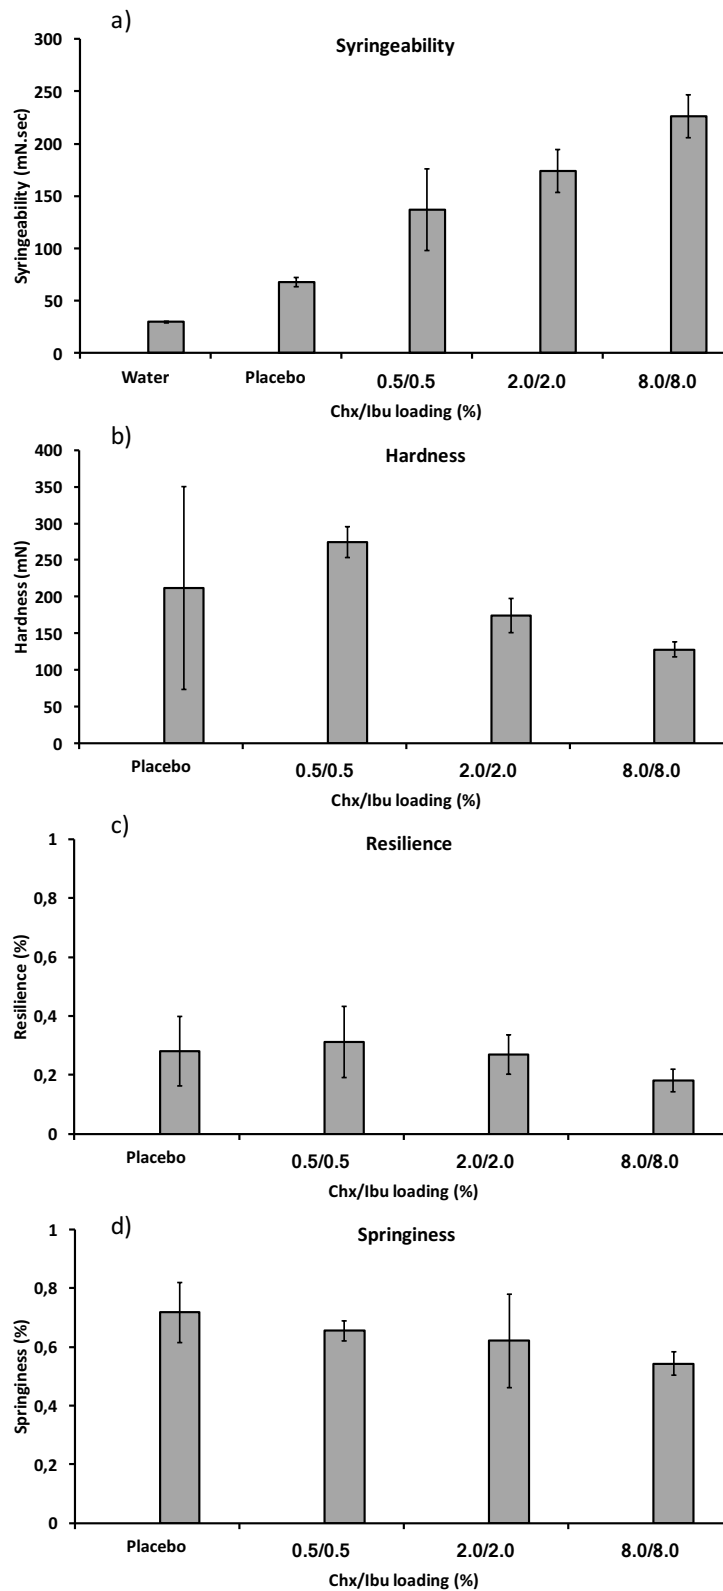 a)
Syringeability
300
250
200
150
100
50
0
Syringeability (mN.sec)
Water Placebo 0.5/0.5 2.0/2.0 8.0/8.0
Chx/Ibu loading (%)
b)
Hardness
400
350
300
250
200
150
100
50
0
Hardness (mN)
Placebo 0.5/0.5 2.0/2.0 8.0/8.0
Chx/Ibu loading (%)
c)
Resilience
1
0,8
0,6
0,4
0,2
0
Resilience (%)
Placebo 0.5/0.5 2.0/2.0 8.0/8.0
Chx/Ibu loading (%)
d)
Springiness
1
0,8
0,6
0,4
0,2
0
Springiness (%)
Placebo 0.5/0.5 2.0/2.0 8.0/8.0
Chx/Ibu loading (%)